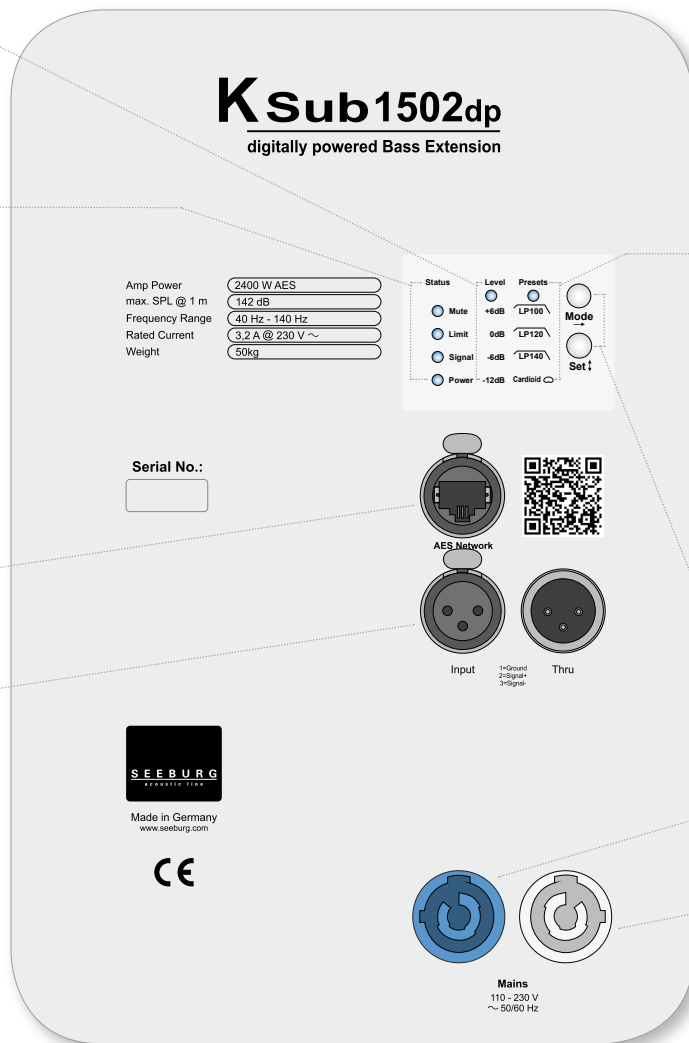 K Sub1502dp
digitally powered Bass Extension
Amp Power 2400 W AES
max. SPL @ 1 m 142 dB
Frequency Range 40 Hz - 140 Hz
Rated Current 3,2 A @ 230 V ~
Weight 50kg
Status Level Presets
Mute +6dB LP100
Mode
→
Limit 0dB LP120
Signal -6dB LP140
Set ↕
Power -12dB Cardioid
Serial No.:
AES Network
Input
1=Ground
2=Signal+
3=Signal-
Thru
SEEBURG
acoustic line
Made in Germany
www.seeburg.com
CE
Mains
110 - 230 V
~ 50/60 Hz